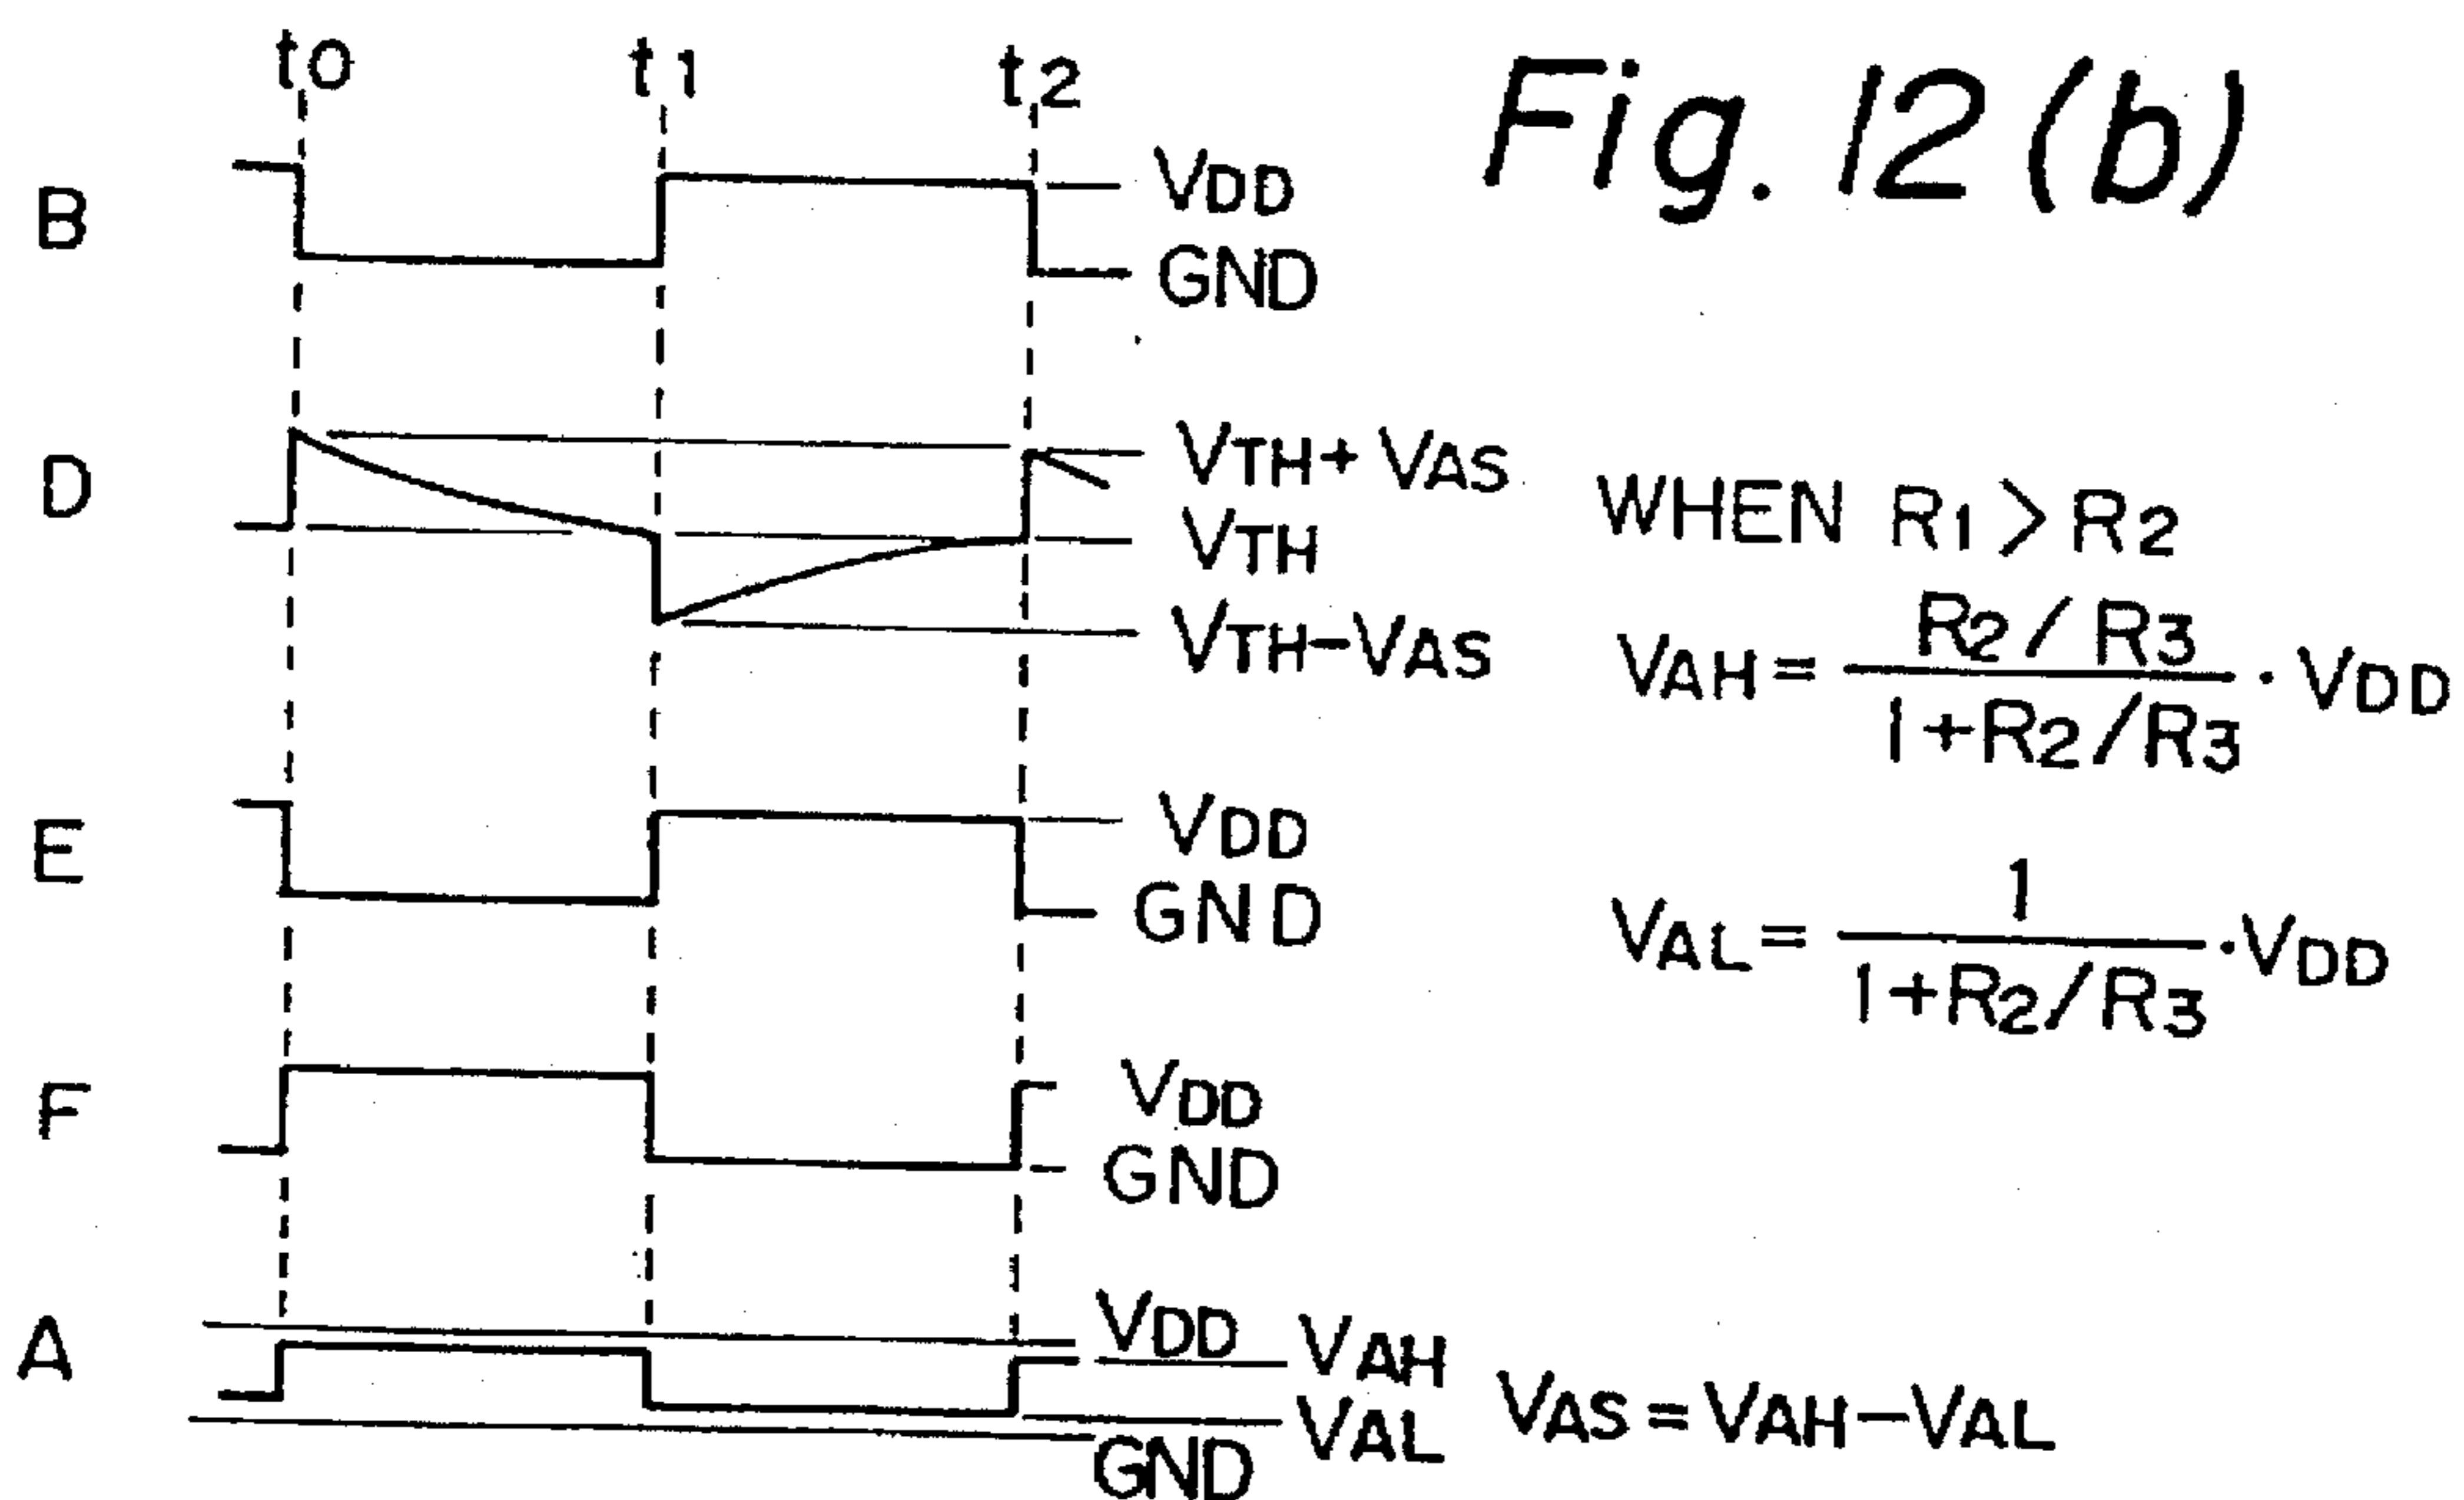 Fig. 12 (b)
t0 t1 t2
B
VDD
GND
D
VTH+VAS
VTH
VTH-VAS
WHEN R1 > R2
VAH = R2/R3 / 1+R2/R3 · VDD
E
VDD
GND
VAL = 1 / 1+R2/R3 · VDD
F
VDD
GND
A
VDD
VAH
VAL
GND
VAS = VAH-VAL